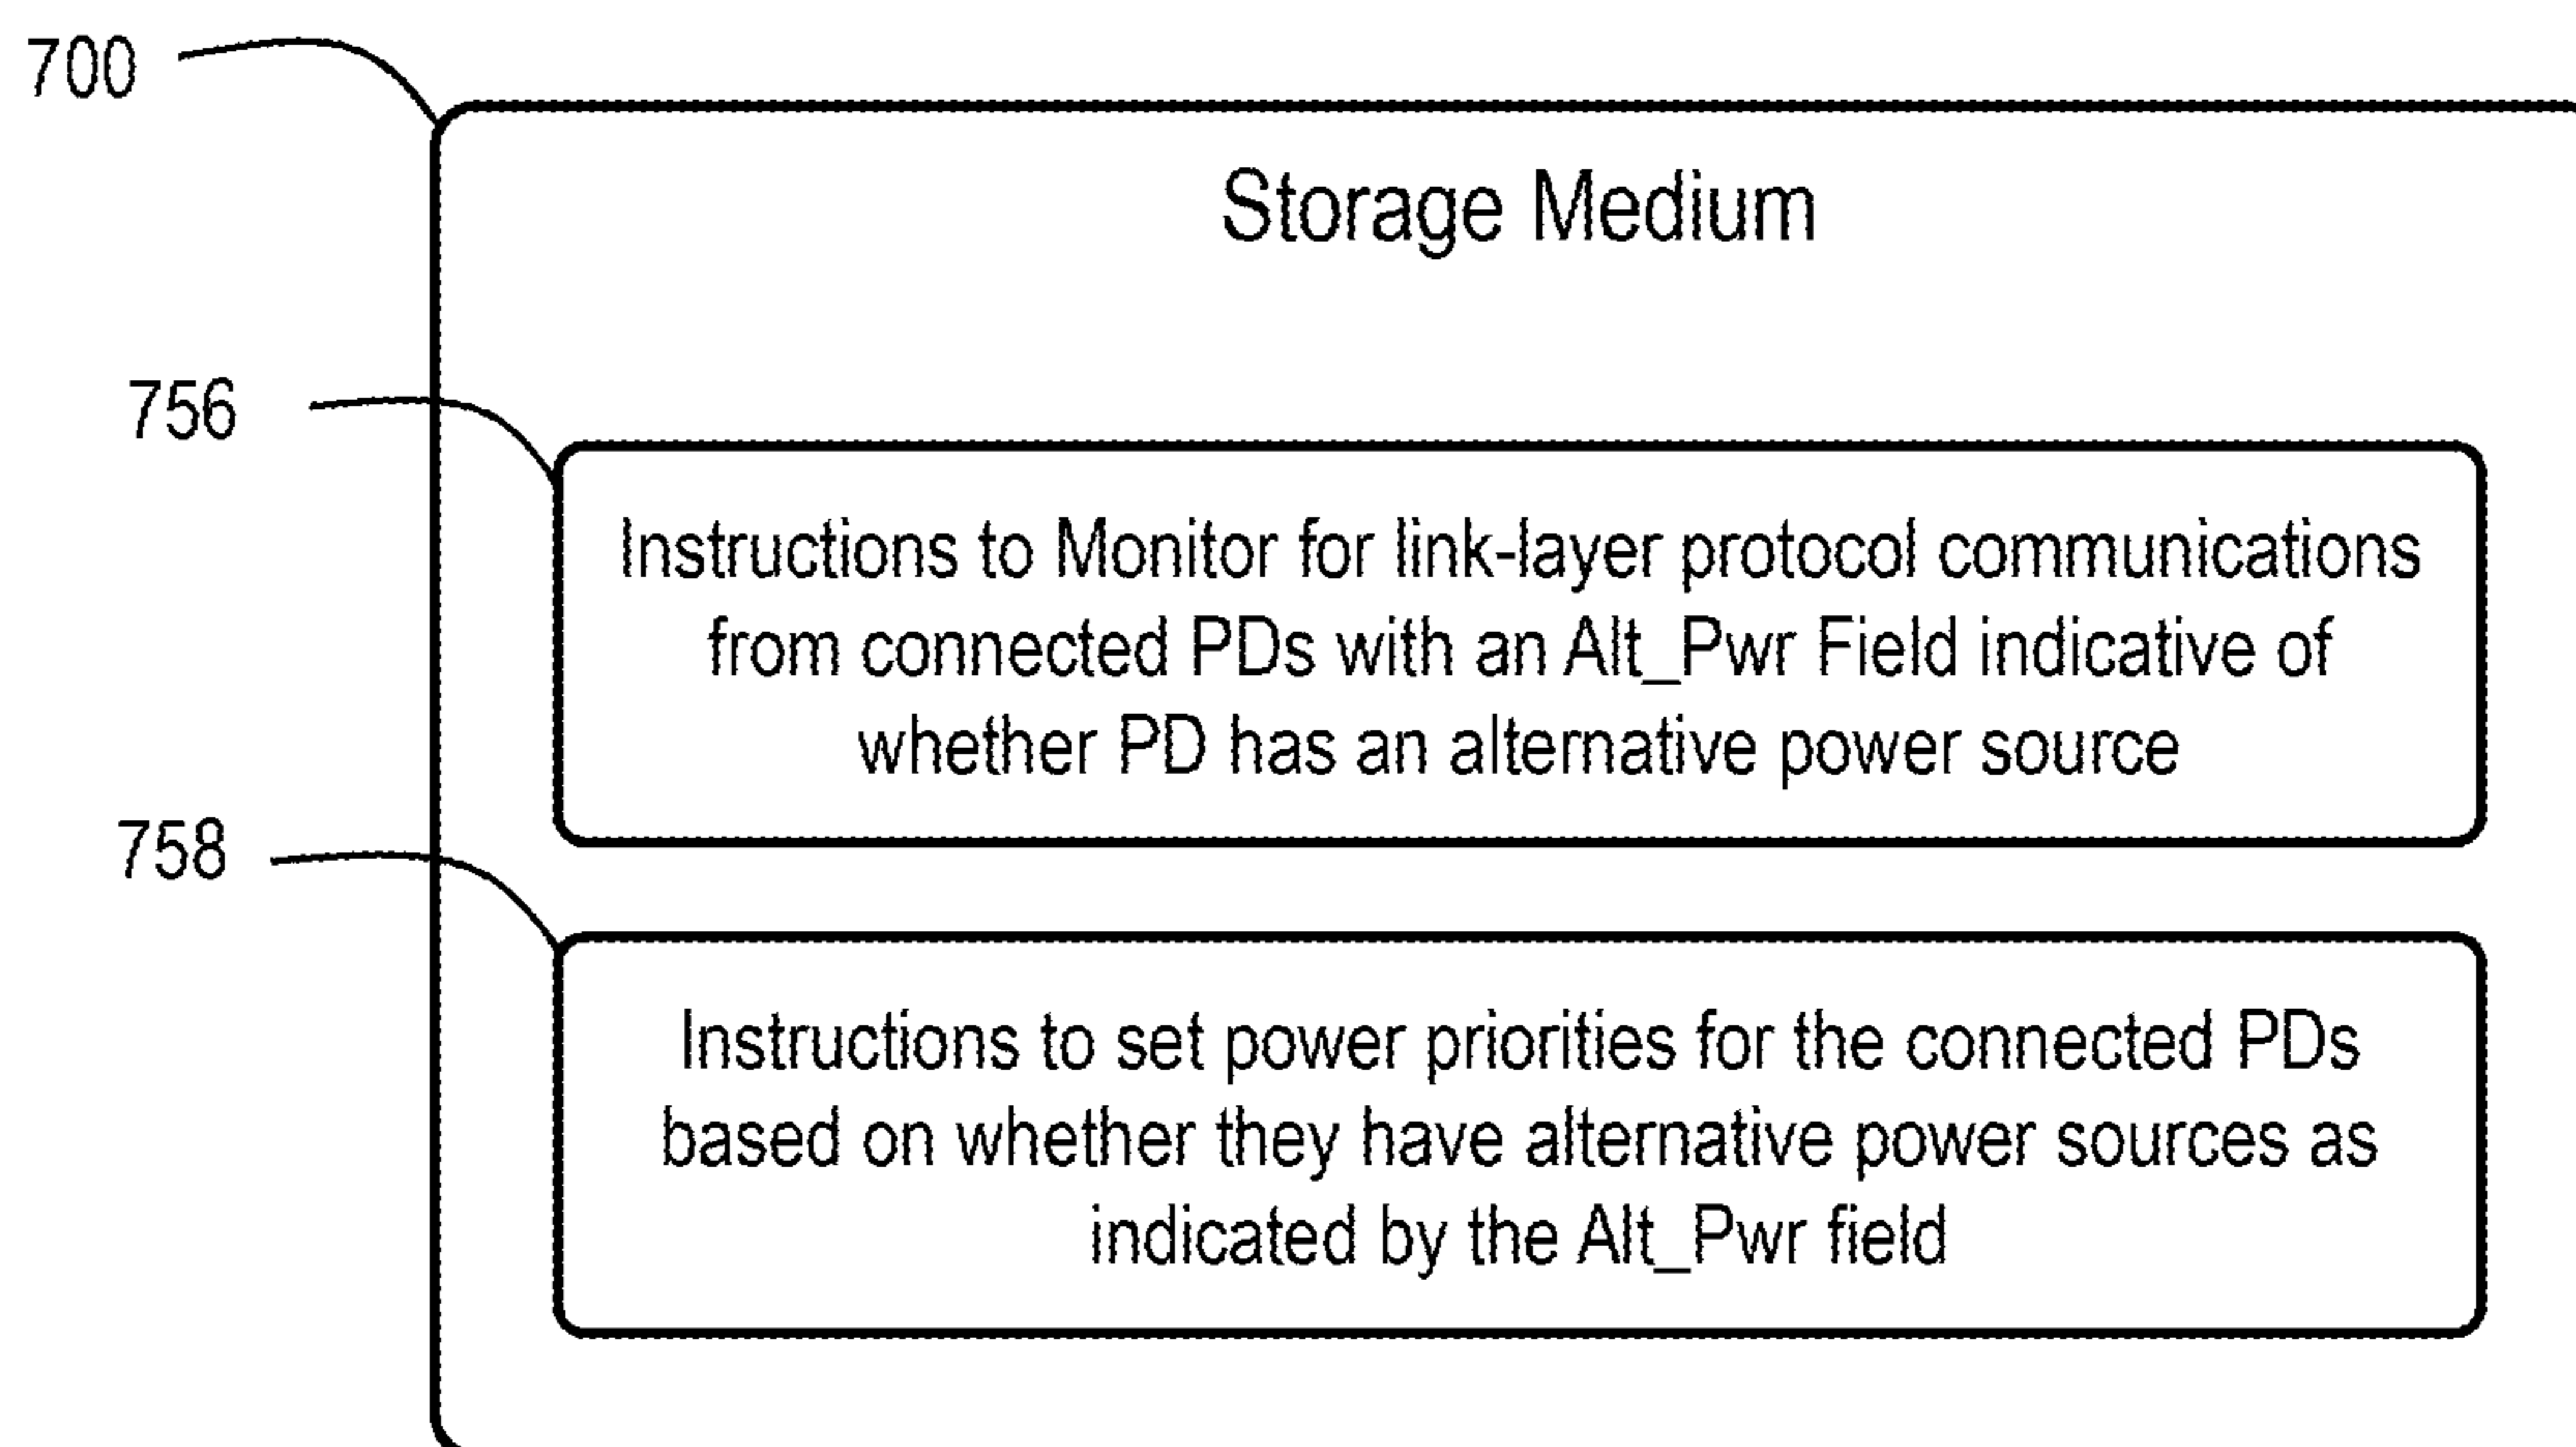 700
Storage Medium
756
Instructions to Monitor for link-layer protocol communications
from connected PDs with an Alt_Pwr Field indicative of
whether PD has an alternative power source
758
Instructions to set power priorities for the connected PDs
based on whether they have alternative power sources as
indicated by the Alt_Pwr field